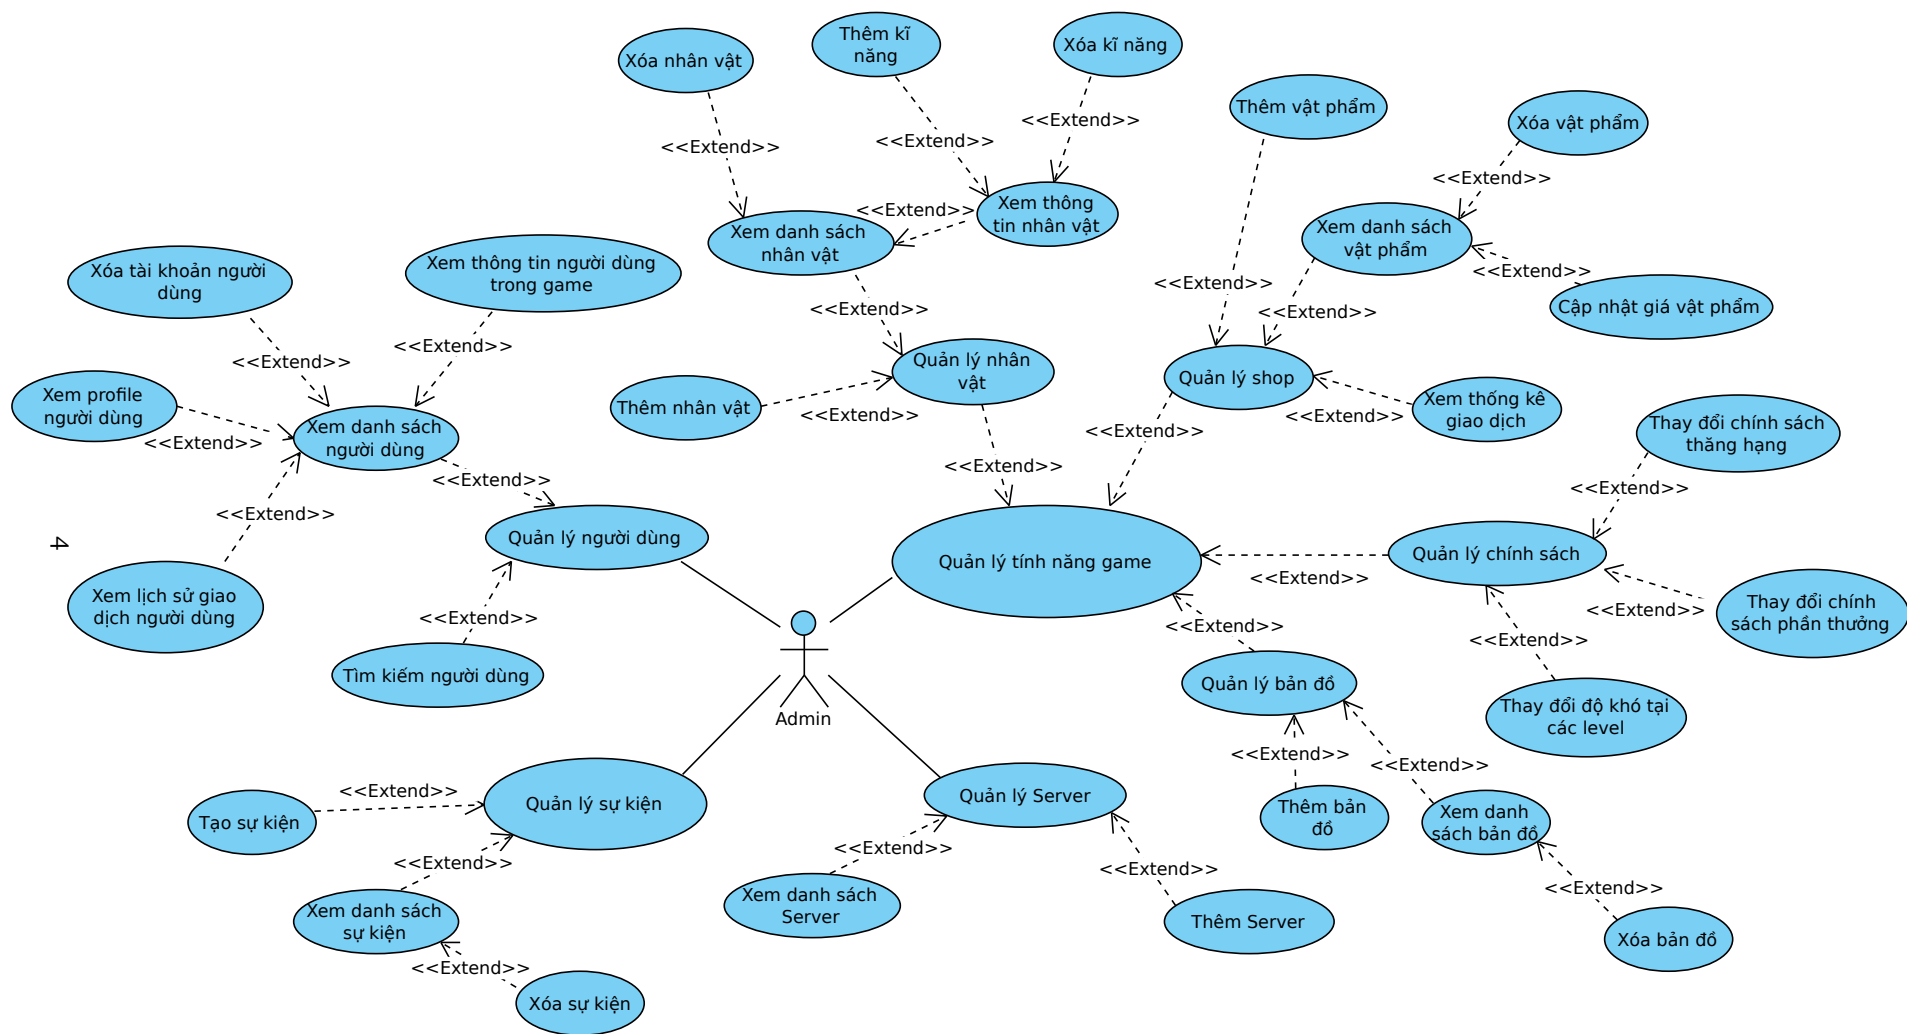 Xóa nhân vật
Thêm kĩ
năng
Xóa kĩ năng
<<Extend>>
<<Extend>>
<<Extend>>
Thêm vật phẩm
Xóa vật phẩm
<<Extend>>
Xem danh sách
nhân vật
<<Extend>>
Xem thông
tin nhân vật
Xem danh sách
vật phẩm
<<Extend>>
Cập nhật giá vật phẩm
<<Extend>>
<<Extend>>
Xóa tài khoản người
dùng
Xem thông tin người dùng
trong game
<<Extend>>
<<Extend>>
<<Extend>>
Quản lý nhân
vật
Quản lý shop
Xem profile
người dùng
<<Extend>>
Thêm nhân vật
<<Extend>>
<<Extend>>
Xem thống kê
giao dịch
Xem danh sách
người dùng
<<Extend>>
Thay đổi chính sách
thăng hạng
<<Extend>>
<<Extend>>
<<Extend>>
<<Extend>>
4
Quản lý người dùng
Quản lý tính năng game
Quản lý chính sách
<<Extend>>
Xem lịch sử giao
dịch người dùng
<<Extend>>
<<Extend>>
<<Extend>>
Thay đổi chính
sách phần thưởng
<<Extend>>
Tìm kiếm người dùng
Quản lý bản đồ
Thay đổi độ khó tại
các level
Admin
<<Extend>>
<<Extend>>
<<Extend>>
Quản lý sự kiện
Quản lý Server
Tạo sự kiện
Thêm bản
đồ
Xem danh
sách bản đồ
<<Extend>>
<<Extend>>
<<Extend>>
<<Extend>>
Xem danh sách
sự kiện
Xem danh sách
Server
Thêm Server
Xóa bản đồ
<<Extend>>
Xóa sự kiện